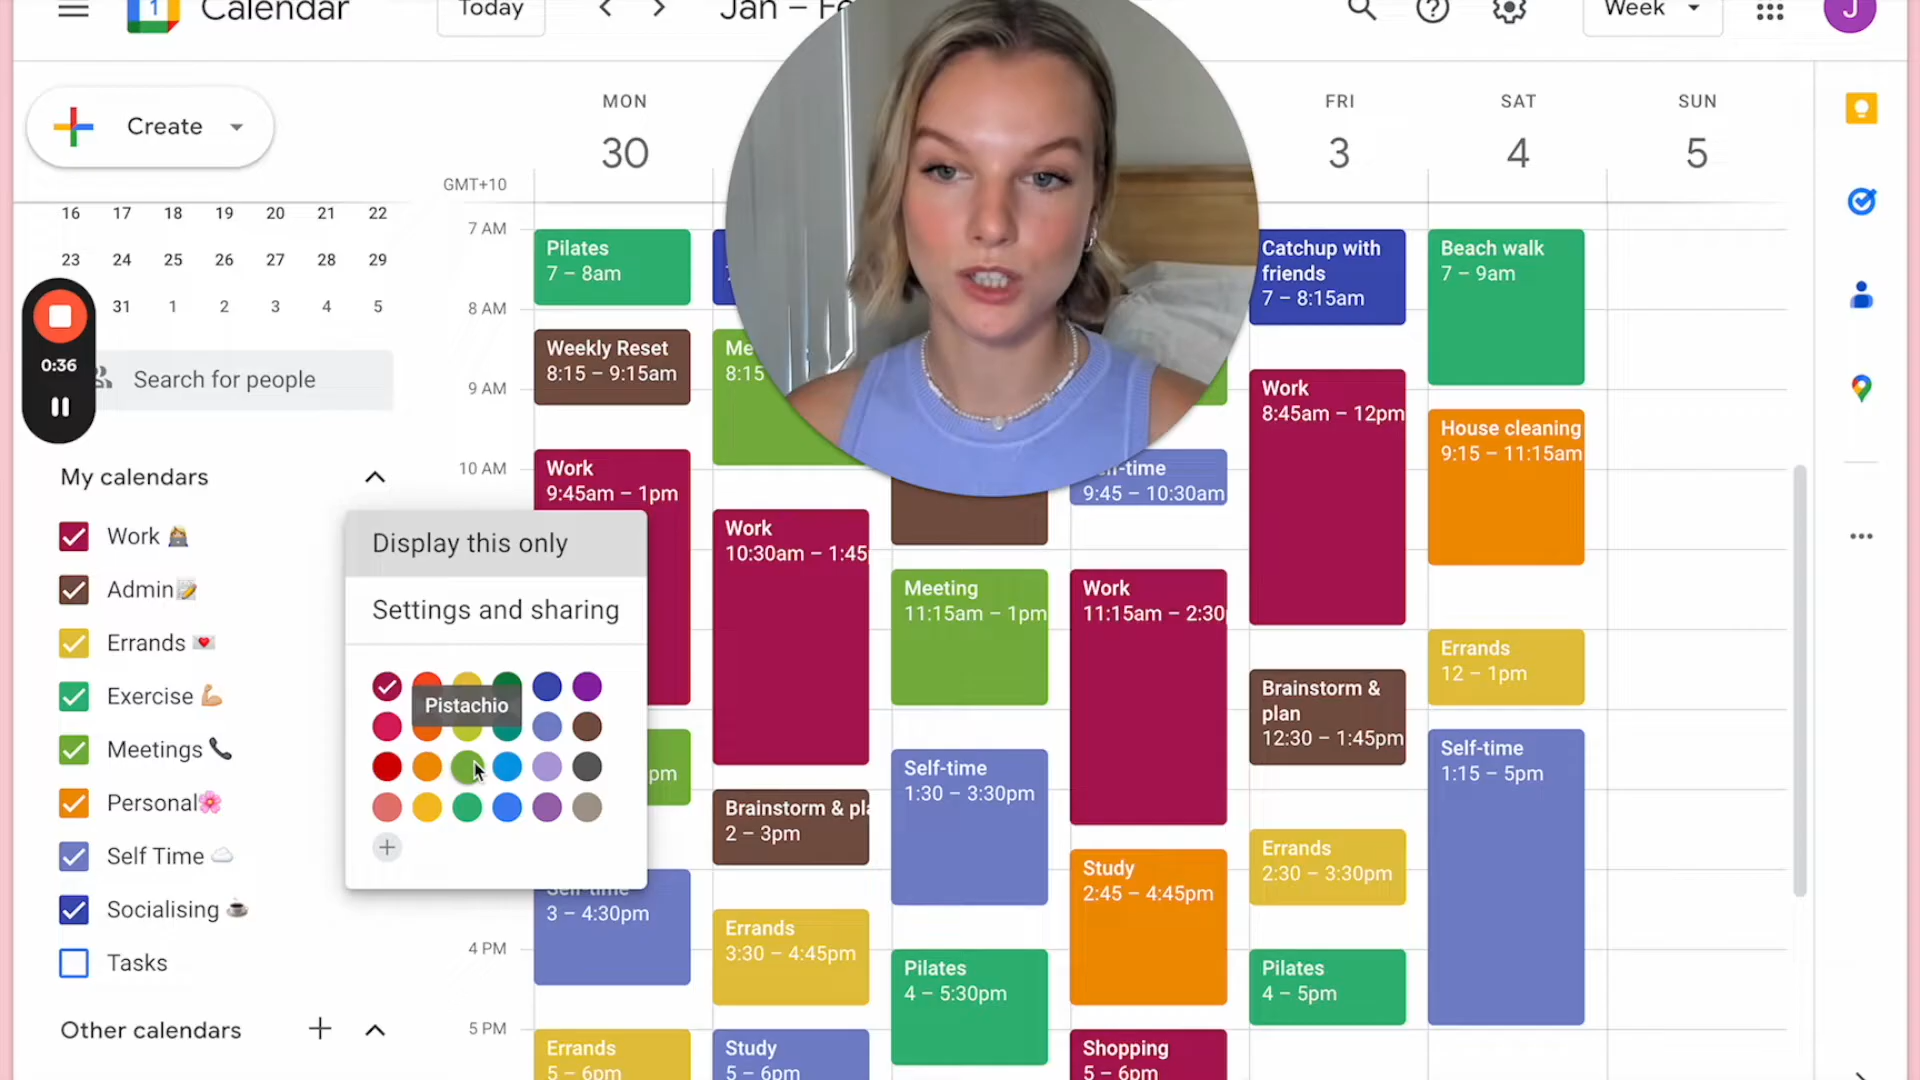 1
Calendar
Today
Jan – Fe
Week
J
Create
MON
30
FRI
3
SAT
4
SUN
5
GMT+10
16 17 18 19 20 21 22
23 24 25 26 27 28 29
31 1 2 3 4 5
0:36
Search for people
My calendars
Work
Admin
Errands
Exercise
Meetings
Personal
Self Time
Socialising
Tasks
Other calendars
Display this only
Settings and sharing
Pistachio
7 AM
8 AM
9 AM
10 AM
4 PM
5 PM
Pilates
7 – 8am
Weekly Reset
8:15 – 9:15am
Work
9:45am – 1pm
pm
Self-time
3 – 4:30pm
Errands
5 – 6pm
Me
8:15
Work
10:30am – 1:45
Brainstorm & pla
2 – 3pm
Errands
3:30 – 4:45pm
Study
5 – 6pm
Meeting
11:15am – 1pm
Self-time
1:30 – 3:30pm
Pilates
4 – 5:30pm
-time
9:45 – 10:30am
Work
11:15am – 2:30
Study
2:45 – 4:45pm
Shopping
5 – 6pm
Catchup with
friends
7 – 8:15am
Work
8:45am – 12pm
Brainstorm &
plan
12:30 – 1:45pm
Errands
2:30 – 3:30pm
Pilates
4 – 5pm
Beach walk
7 – 9am
House cleaning
9:15 – 11:15am
Errands
12 – 1pm
Self-time
1:15 – 5pm